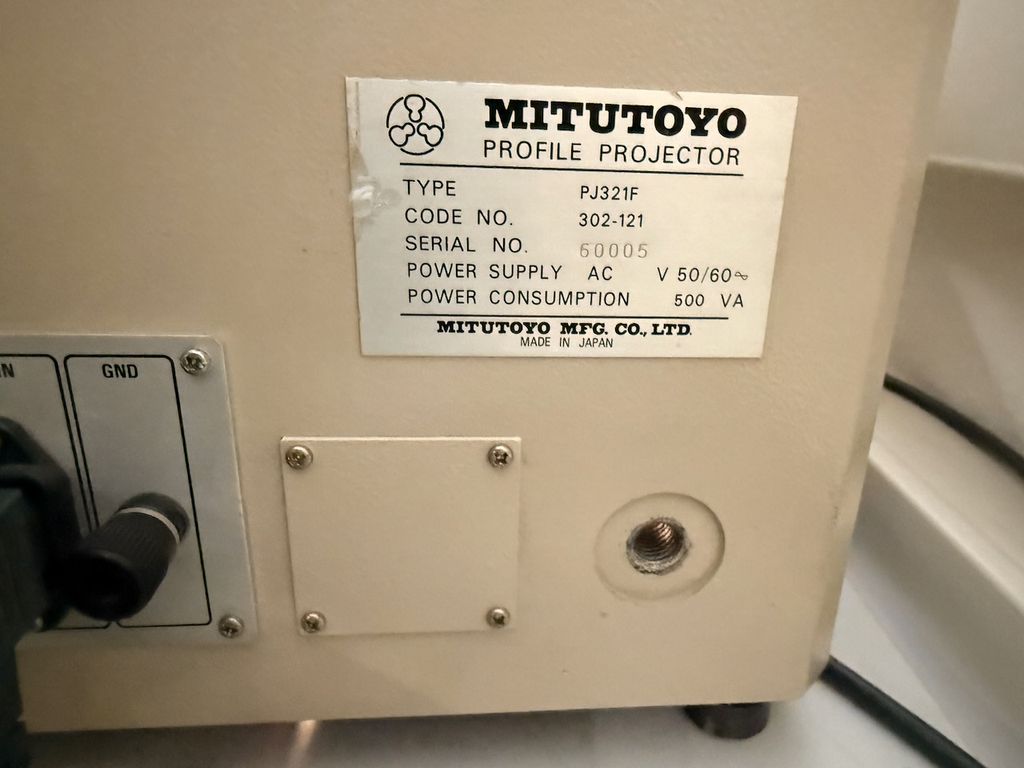 MITUTOYO
PROFILE PROJECTOR
TYPE PJ321F
CODE NO. 302-121
SERIAL NO. 60005
POWER SUPPLY AC V 50/60∿
POWER CONSUMPTION 500 VA
MITUTOYO MFG. CO., LTD.
MADE IN JAPAN
GND